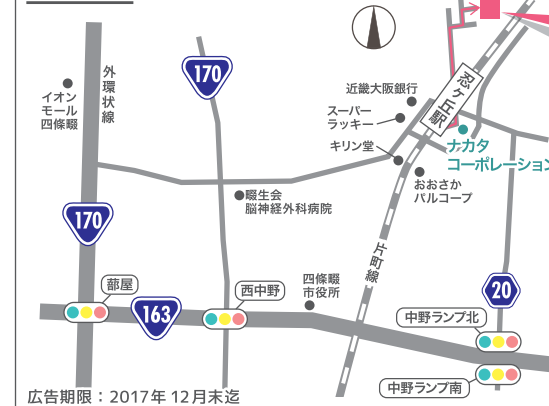 外環状線
170
イオン
モール
四條畷
近畿大阪銀行
スーパー
ラッキー
キリン堂
忍ヶ丘駅
ナカタ
コーポレーション
おおさか
パルコープ
畷生会
脳神経外科病院
170
片町線
四條畷
市役所
蔀屋
163
西中野
20
中野ランプ北
中野ランプ南
広告期限：2017年12月末迄